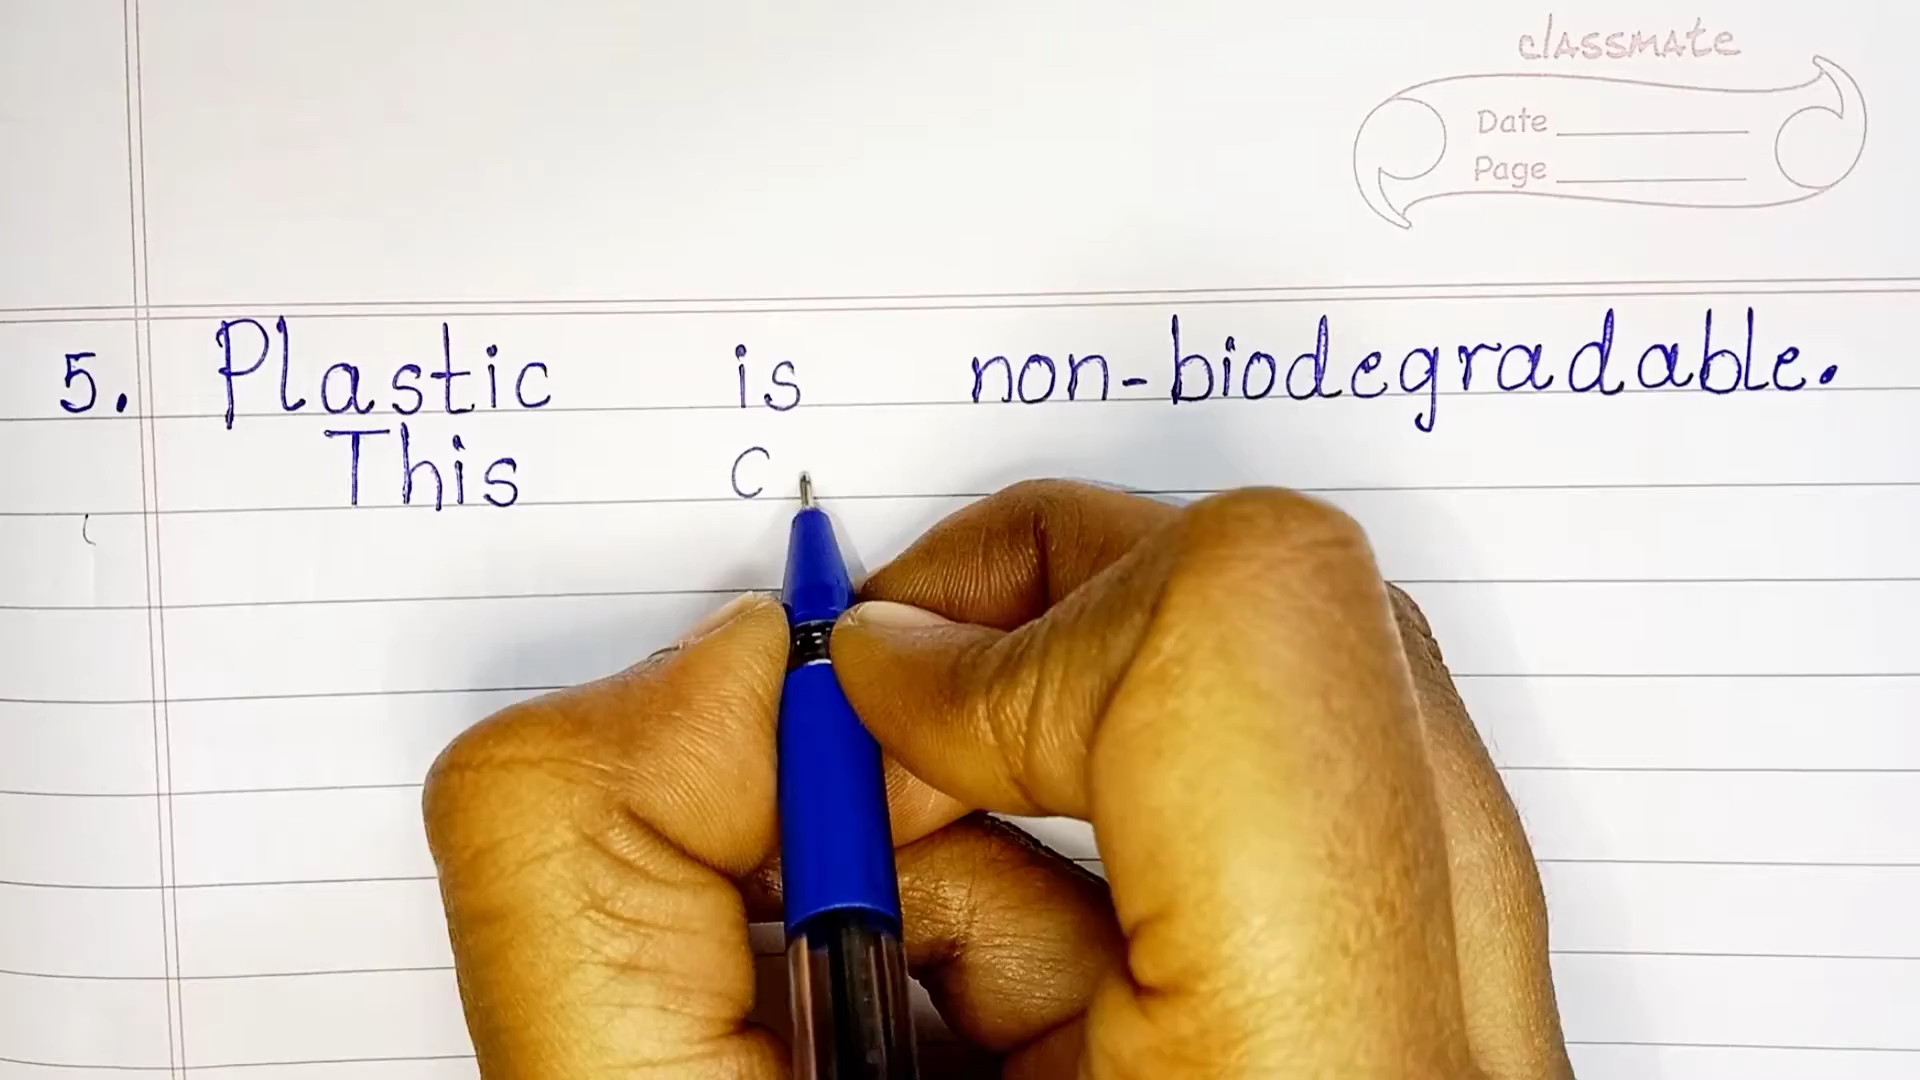 classmate
Date
Page
5. Plastic is non-biodegradable.
This c